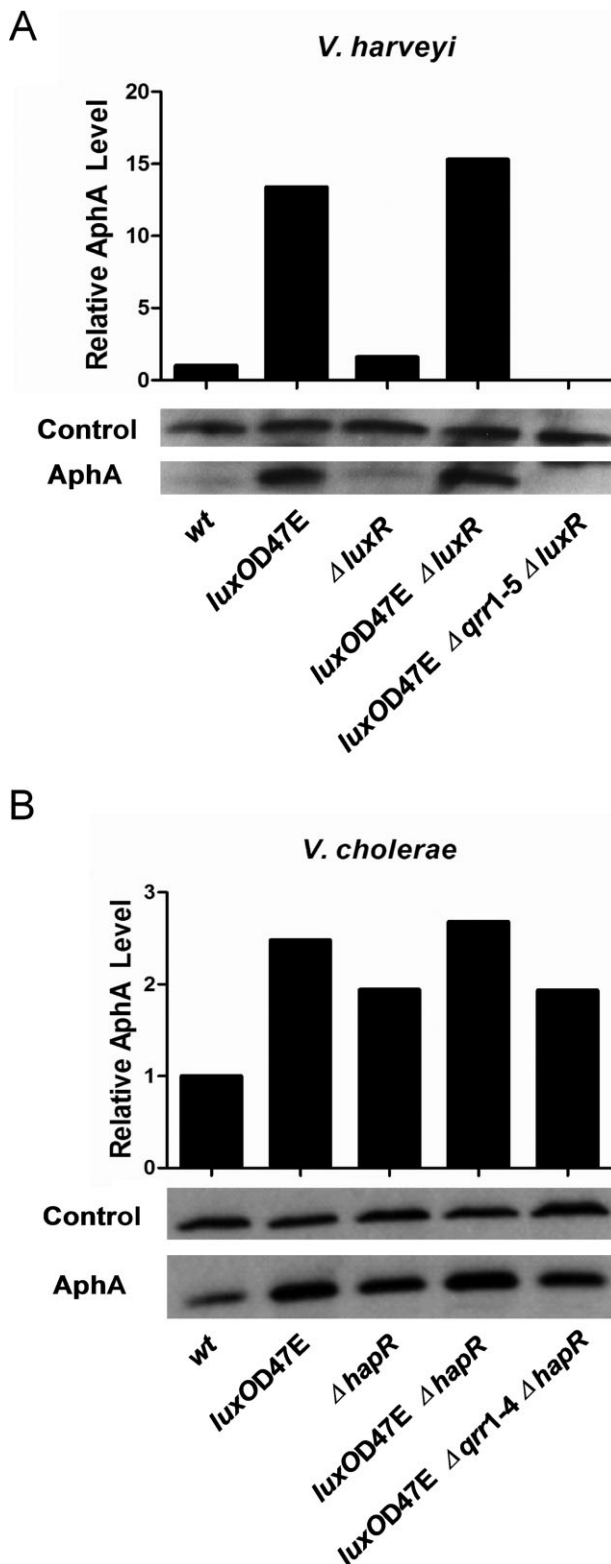 A
V. harveyi
Relative AphA Level
20
15
10
5
0
Control
AphA
wt
luxOD47E
ΔluxR
luxOD47E ΔluxR
luxOD47E Δqrr1-5 ΔluxR
B
V. cholerae
Relative AphA Level
3
2
1
0
Control
AphA
wt
luxOD47E
ΔhapR
luxOD47E ΔhapR
luxOD47E Δqrr1-4 ΔhapR